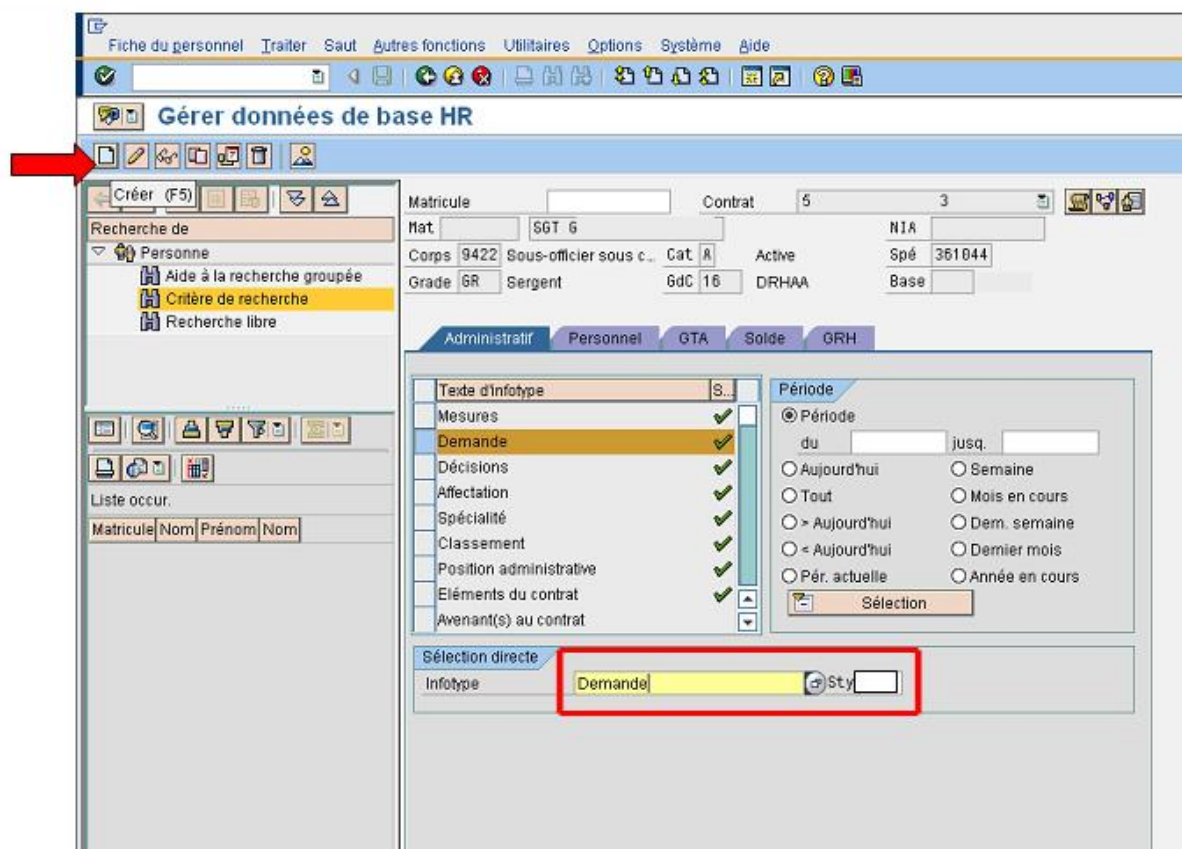 Fiche du personnel Traiter Saut Autres fonctions Utilitaires Options Système Aide
Gérer données de base HR
Créer (F5)
Matricule Contrat 5 3
Recherche de
Mat SGT G NIA
Personne
Corps 9422 Sous-officier sous c... Cat A Active Spé 361044
Aide à la recherche groupée
Grade GR Sergent GdC 16 DRHAA Base
Critère de recherche
Recherche libre
Administratif Personnel GTA Solde GRH
Texte d'infotype S... Période
Mesures Période
Demande du jusq.
Décisions Aujourd'hui Semaine
Affectation Tout Mois en cours
Liste occur.
Spécialité > Aujourd'hui Dern. semaine
Matricule Nom Prénom Nom
Classement < Aujourd'hui Dernier mois
Position administrative Pér. actuelle Année en cours
Eléments du contrat Sélection
Avenant(s) au contrat
Sélection directe
Infotype Demande Sty